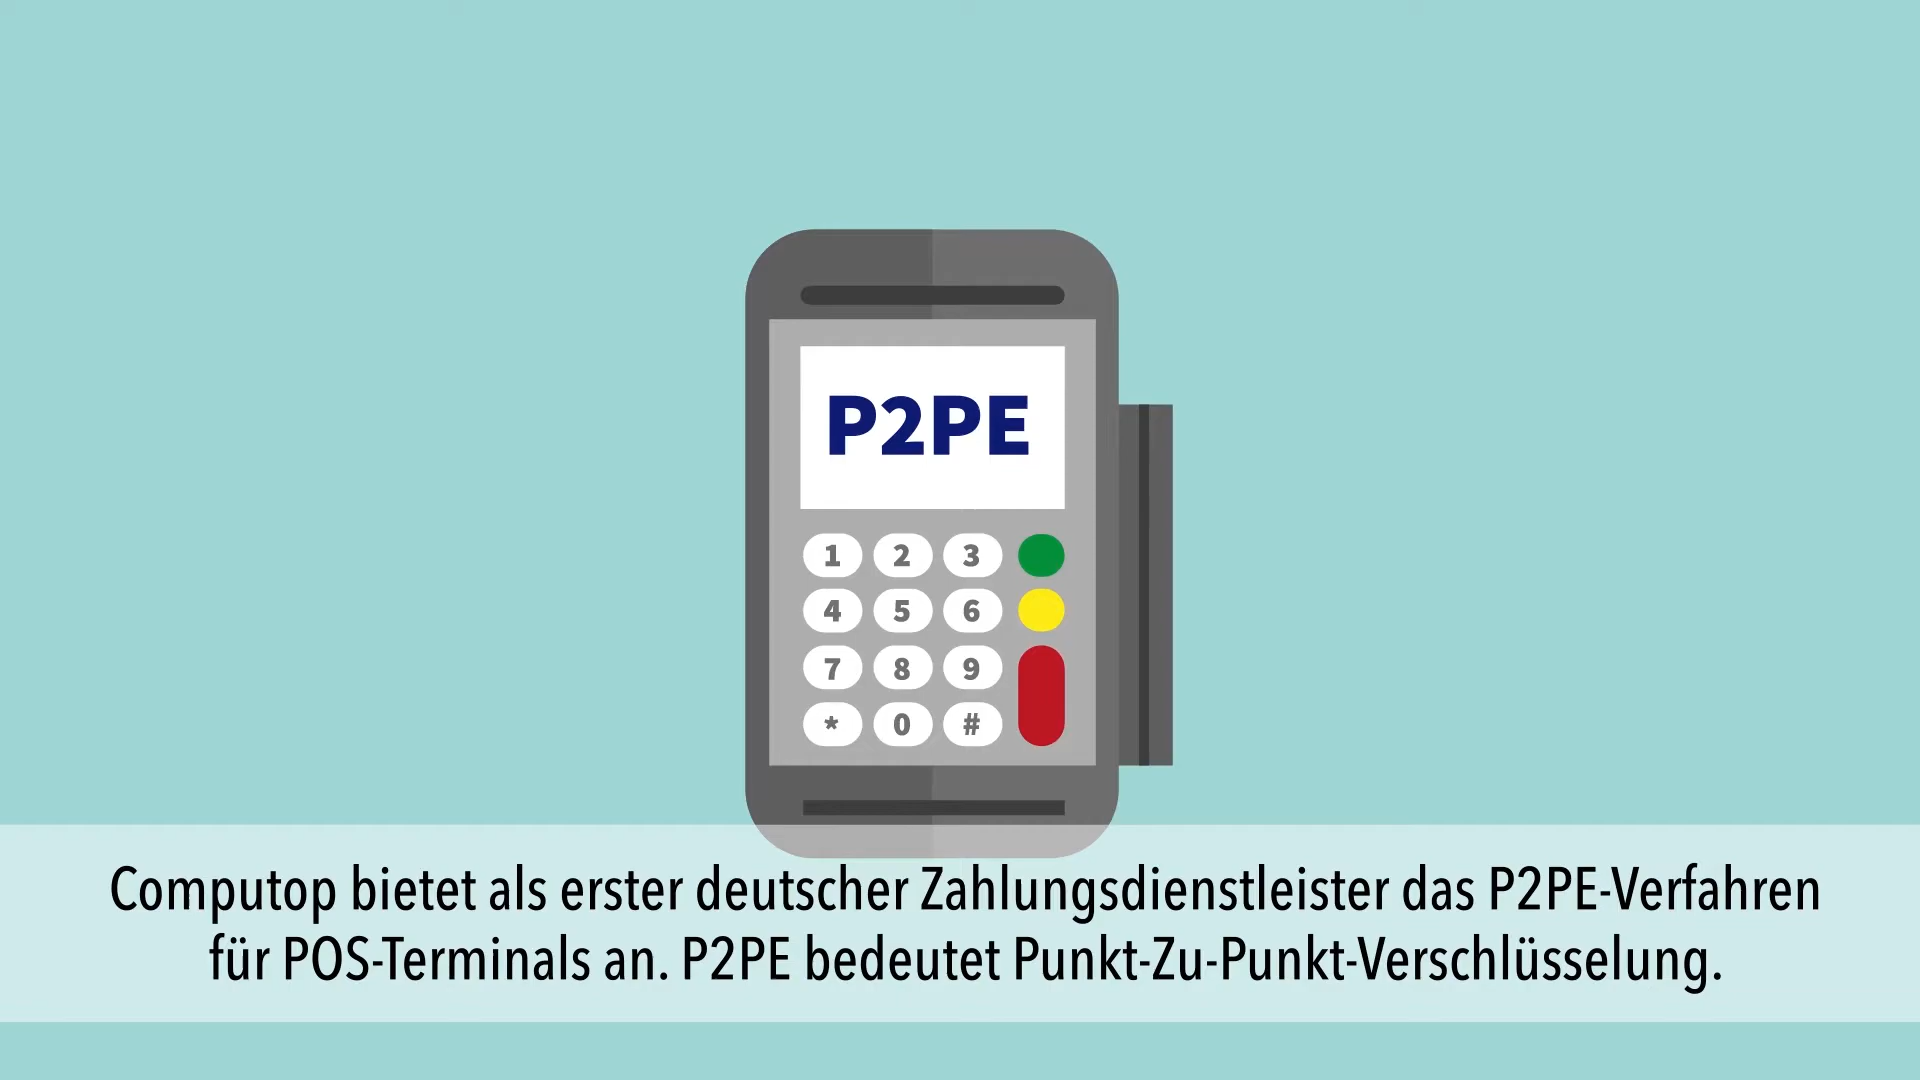 P2PE
1 2 3
4 5 6
7 8 9
* 0 #
Computop bietet als erster deutscher Zahlungsdienstleister das P2PE-Verfahren
für POS-Terminals an. P2PE bedeutet Punkt-Zu-Punkt-Verschlüsselung.